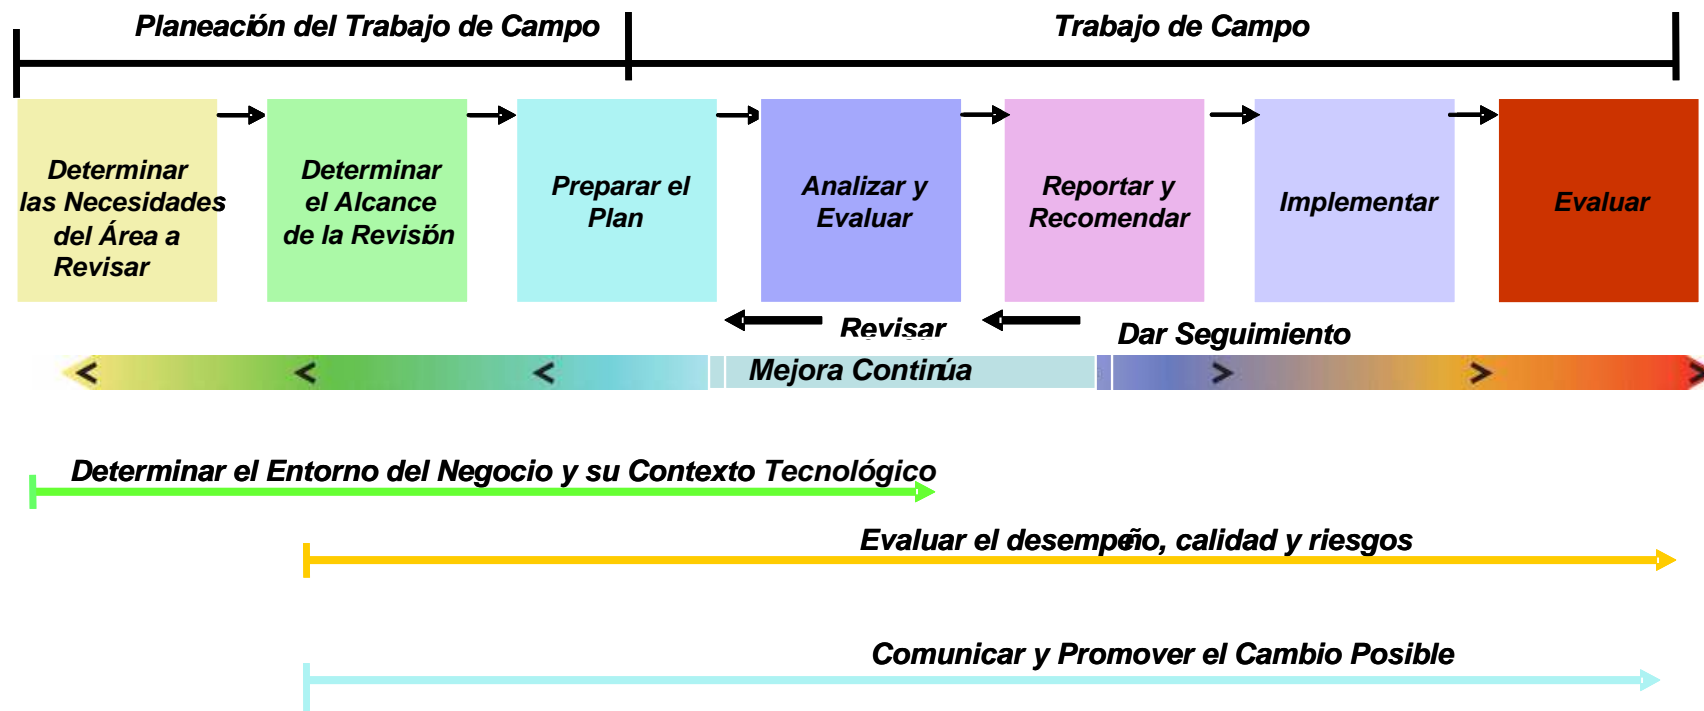 Planeación del Trabajo de Campo
Trabajo de Campo
Determinar
las Necesidades
del Área a
Revisar
Determinar
el Alcance
de la Revisión
Preparar el
Plan
Analizar y
Evaluar
Reportar y
Recomendar
Implementar
Evaluar
Revisar
Dar Seguimiento
Mejora Continúa
Determinar el Entorno del Negocio y su Contexto Tecnológico
Evaluar el desempeño, calidad y riesgos
Comunicar y Promover el Cambio Posible